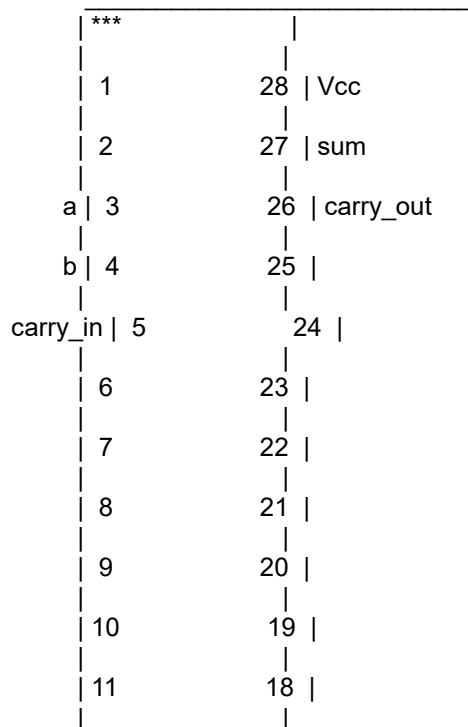 ______________________________
| *** |
| |
| 1 28 | Vcc
| |
| 2 27 | sum
| |
a | 3 26 | carry_out
| |
b | 4 25 |
| |
carry_in | 5 24 |
| |
| 6 23 |
| |
| 7 22 |
| |
| 8 21 |
| |
| 9 20 |
| |
| 10 19 |
| |
| 11 18 |
| |